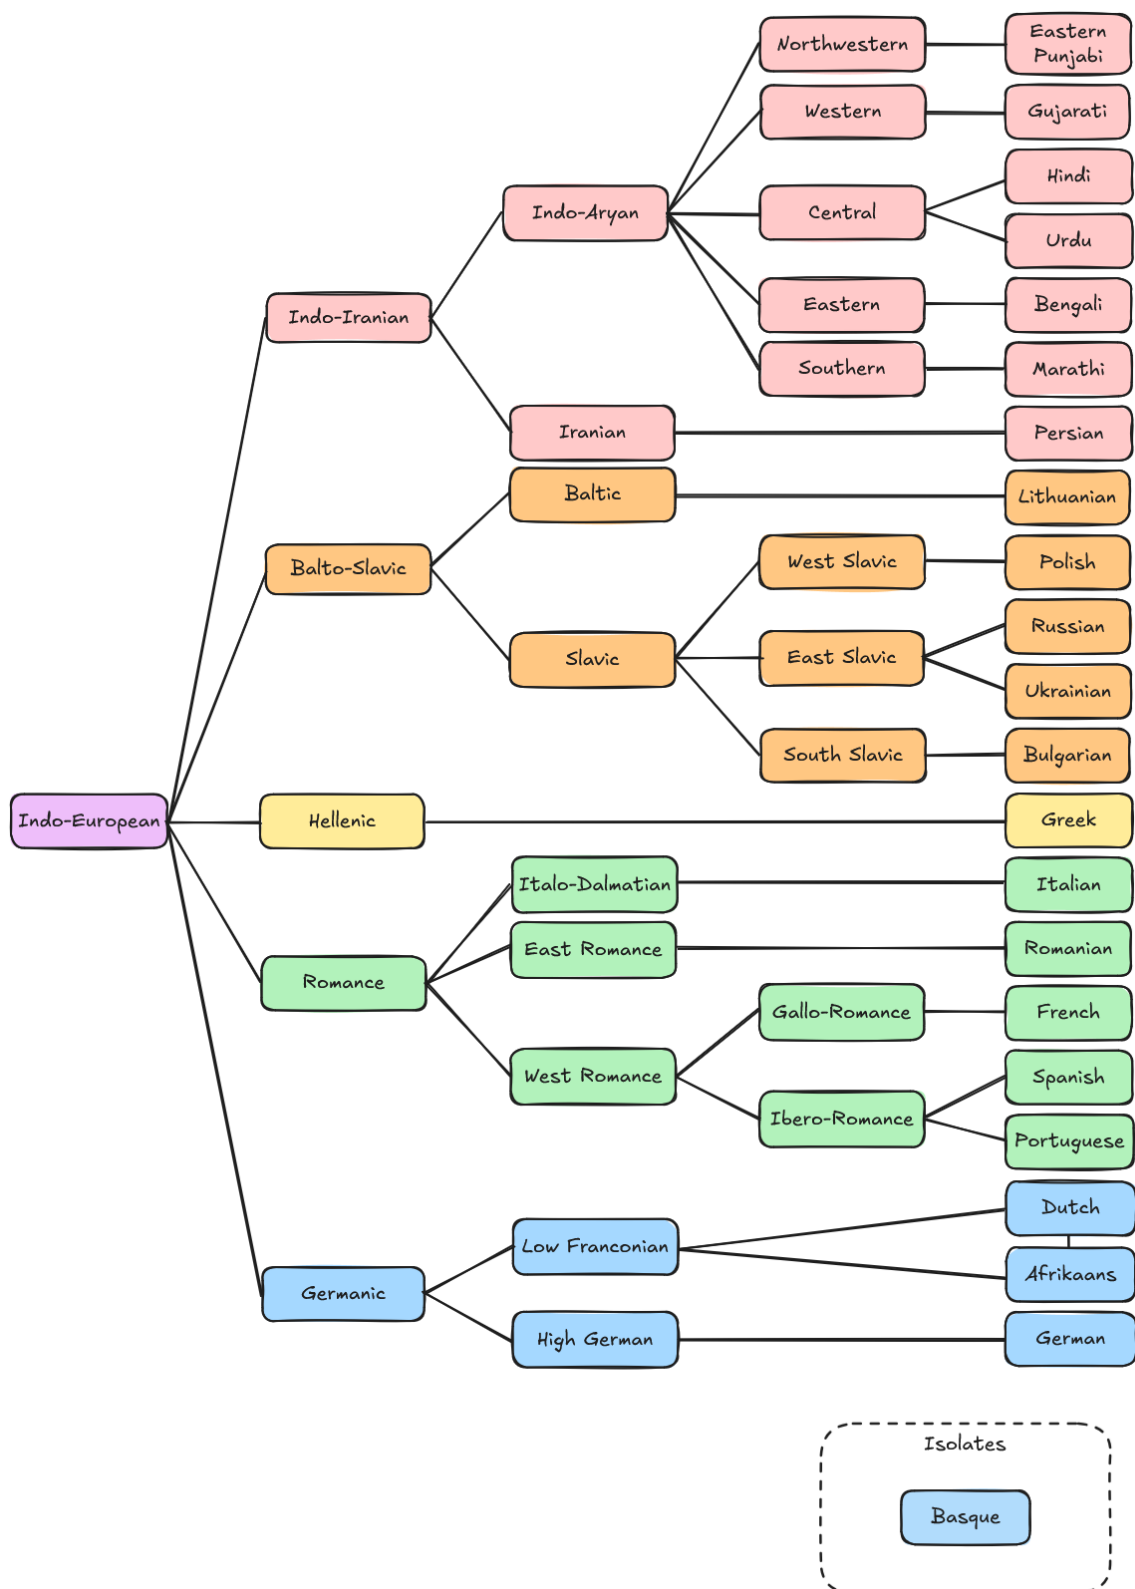 Northwestern
Eastern
Punjabi
Western
Gujarati
Hindi
Indo-Aryan
Central
Urdu
Indo-Iranian
Eastern
Bengali
Southern
Marathi
Iranian
Persian
Baltic
Lithuanian
Balto-Slavic
West Slavic
Polish
Russian
Slavic
East Slavic
Ukrainian
South Slavic
Bulgarian
Indo-European
Hellenic
Greek
Italo-Dalmatian
Italian
East Romance
Romanian
Romance
Gallo-Romance
French
West Romance
Spanish
Ibero-Romance
Portuguese
Dutch
Low Franconian
Afrikaans
Germanic
High German
German
Isolates
Basque